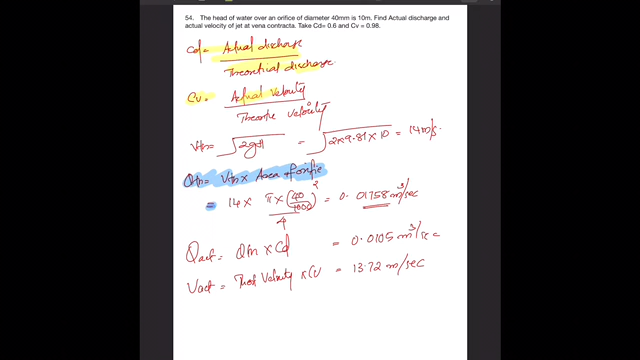 54. The head of water over an orifice of diameter 40mm is 10m. Find Actual discharge and
actual velocity of jet at vena contracta. Take Cd= 0.6 and Cv = 0.98.
Cd = Actual discharge / Theoretical discharge.
Cv = Actual Velocity / Theoritic velocity
Vth = √2gH = √2×9.81×10 = 14 m/s.
Qth = Vth × Area of orifice
= 14 × π × (40/1000)² / 4 = 0.01758 m³/sec
Qact = Qth × Cd = 0.0105 m³/sec
Vact = Theo Velocity × Cv = 13.72 m/sec